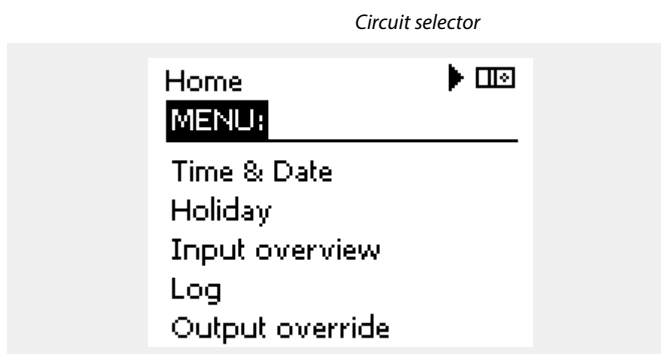 Circuit selector
Home
MENU:
Time & Date
Holiday
Input overview
Log
Output override